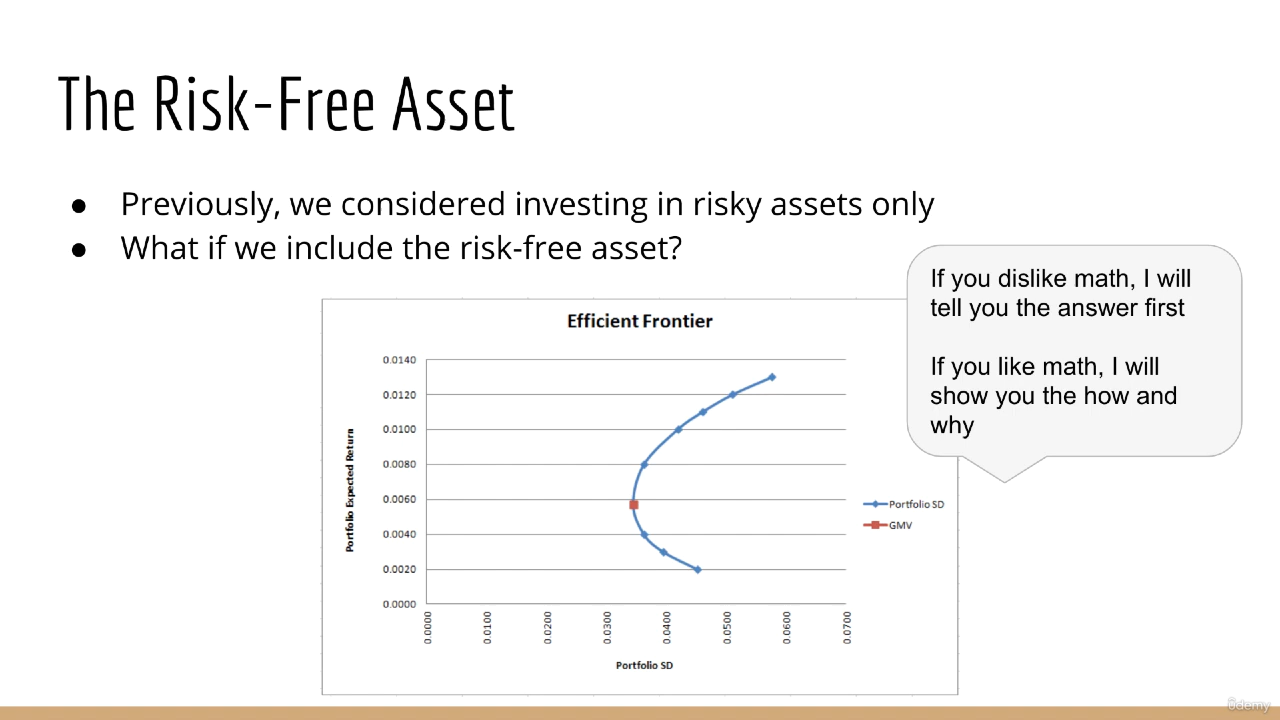 The Risk-Free Asset
● Previously, we considered investing in risky assets only
● What if we include the risk-free asset?
If you dislike math, I will
tell you the answer first
If you like math, I will
show you the how and
why
Efficient Frontier
Portfolio Expected Return
0.0140
0.0120
0.0100
0.0080
0.0060
0.0040
0.0020
0.0000
0.0000
0.0100
0.0200
0.0300
0.0400
0.0500
0.0600
0.0700
Portfolio SD
Portfolio SD
GMV
ûdemy